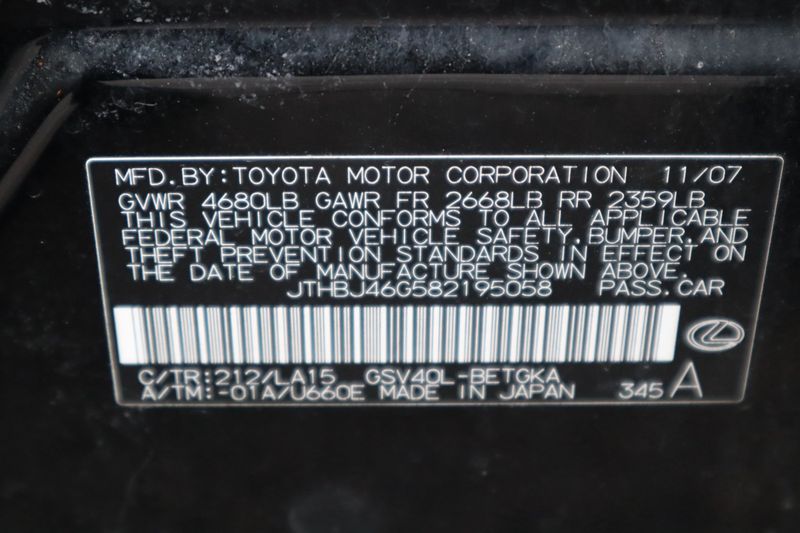 MFD.BY:TOYOTA MOTOR CORPORATION 11/07
GVWR 4680LB GAWR FR 2668LB RR 2359LB
THIS VEHICLE CONFORMS TO ALL APPLICABLE
FEDERAL MOTOR VEHICLE SAFETY,BUMPER,AND
THEFT PREVENTION STANDARDS IN EFFECT ON
THE DATE OF MANUFACTURE SHOWN ABOVE.
JTHBJ46G582195058 PASS.CAR
C/TR:212/LA15 GSV40L-BETGKA
A/TM:-01A/U660E MADE IN JAPAN 345 A